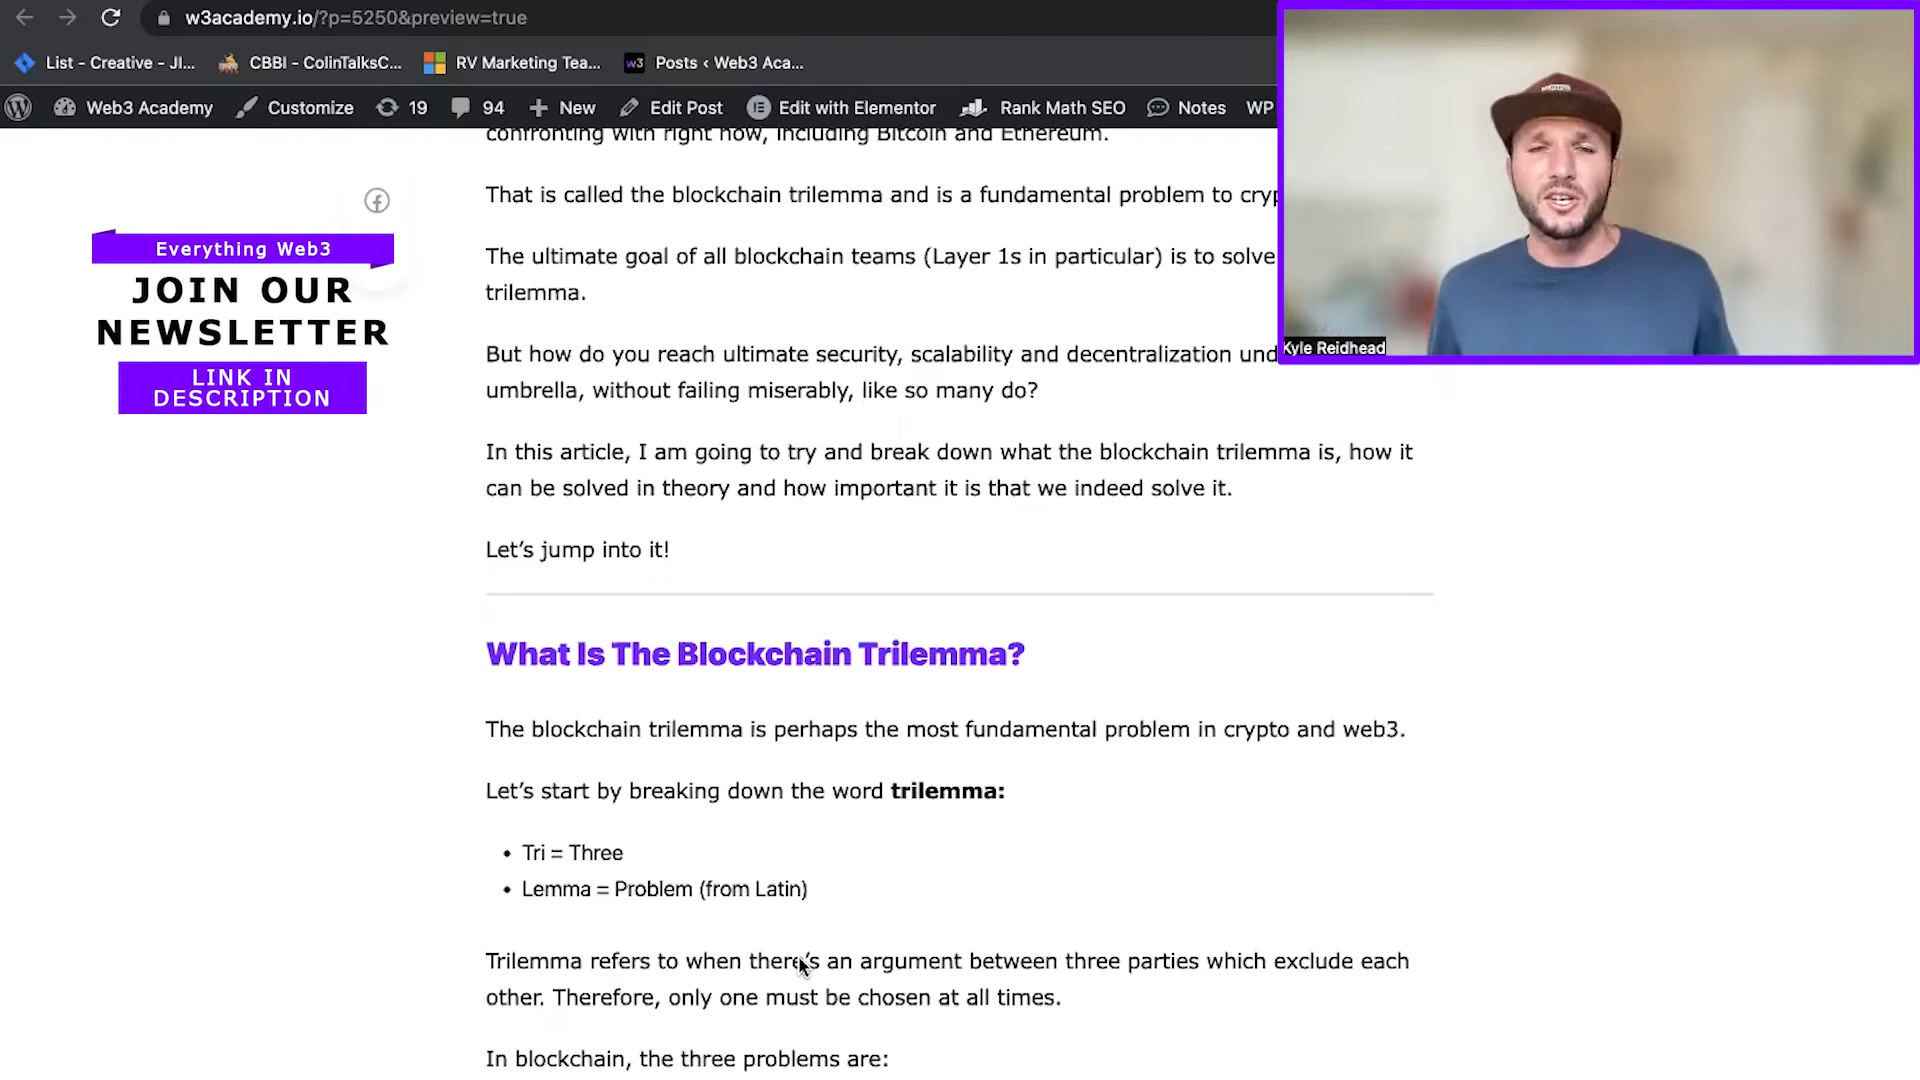 w3academy.io/?p=5250&preview=true
List - Creative - JI...
CBBI - ColinTalksC...
RV Marketing Tea...
w3
Posts ‹ Web3 Aca...
Web3 Academy
Customize
19
94
New
Edit Post
Edit with Elementor
Rank Math SEO
Notes
WP
confronting with right now, including Bitcoin and Ethereum.
That is called the blockchain trilemma and is a fundamental problem to cryp
The ultimate goal of all blockchain teams (Layer 1s in particular) is to solve
trilemma.
But how do you reach ultimate security, scalability and decentralization und
umbrella, without failing miserably, like so many do?
In this article, I am going to try and break down what the blockchain trilemma is, how it
can be solved in theory and how important it is that we indeed solve it.
Let’s jump into it!
What Is The Blockchain Trilemma?
The blockchain trilemma is perhaps the most fundamental problem in crypto and web3.
Let’s start by breaking down the word trilemma:
• Tri = Three
• Lemma = Problem (from Latin)
Trilemma refers to when there’s an argument between three parties which exclude each
other. Therefore, only one must be chosen at all times.
In blockchain, the three problems are:
Everything Web3
JOIN OUR
NEWSLETTER
LINK IN
DESCRIPTION
Kyle Reidhead